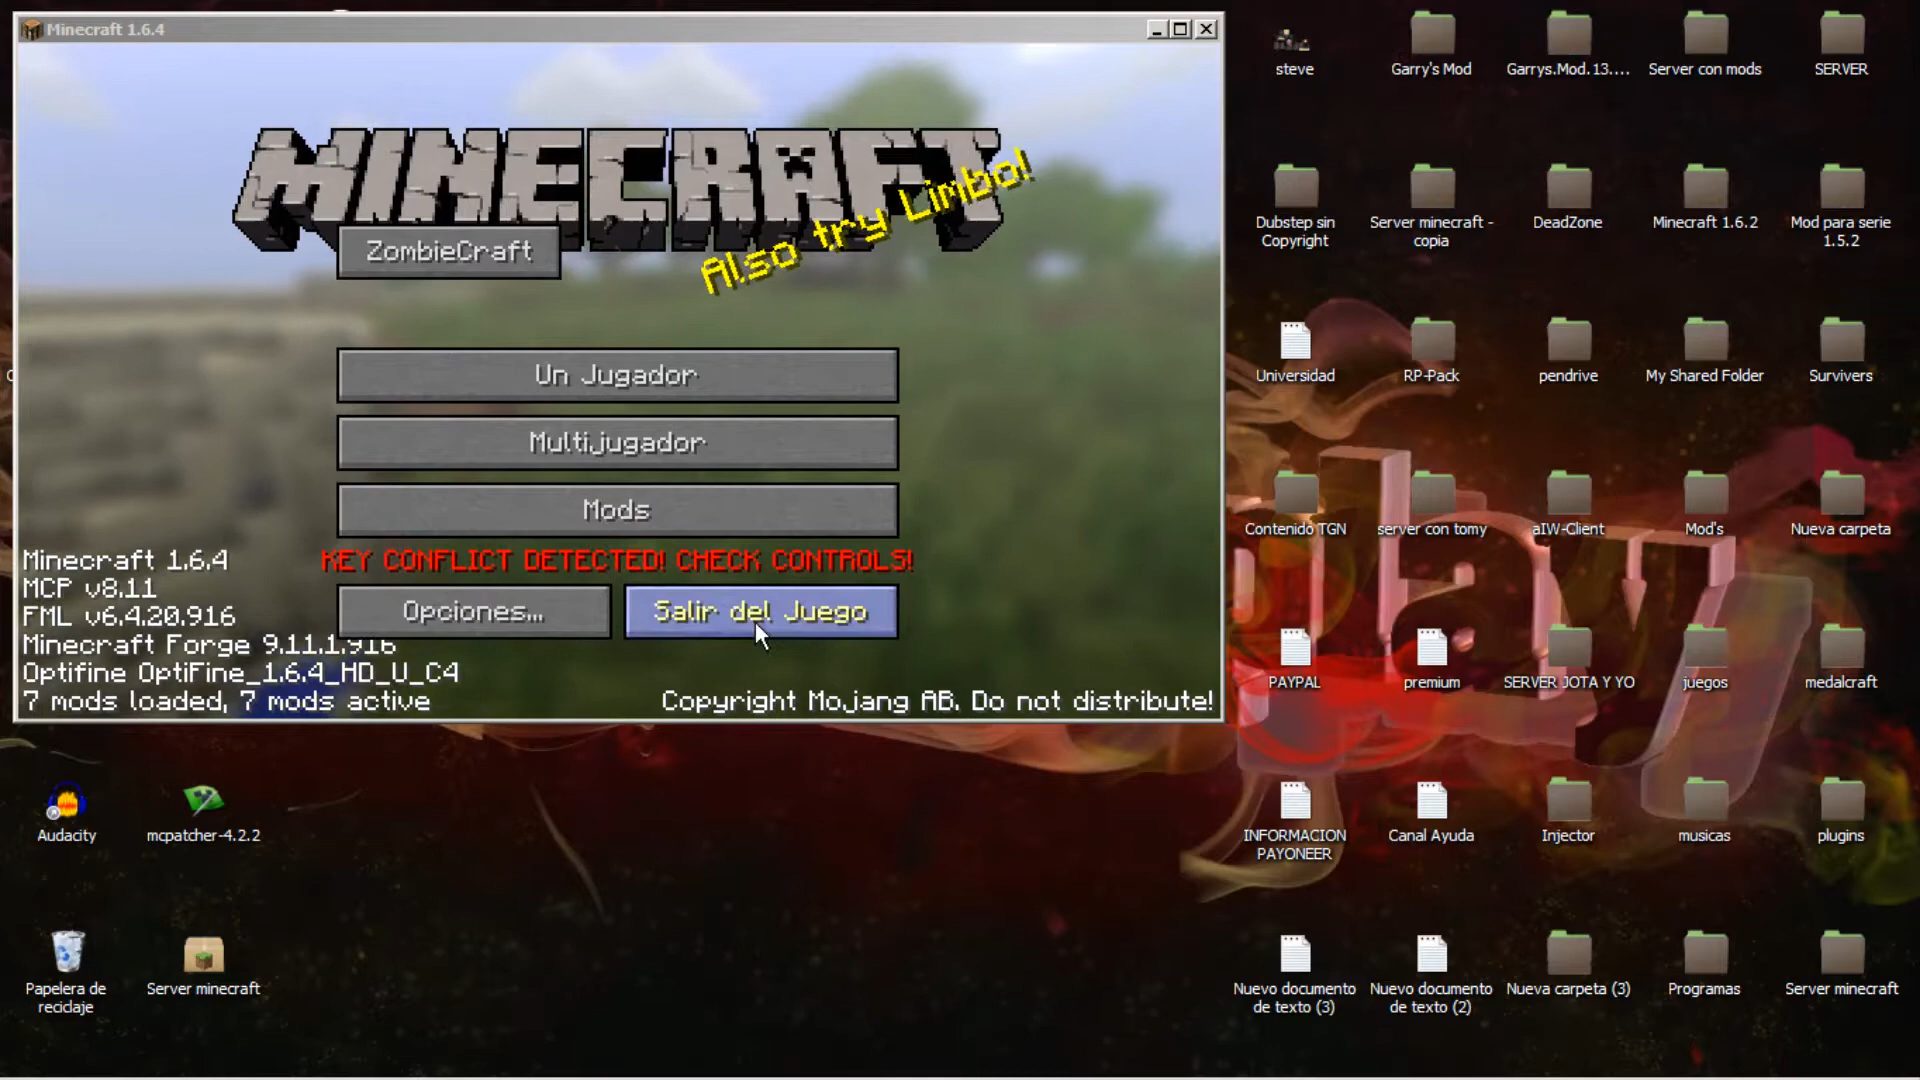 Minecraft 1.6.4
MINECRAFT
Also try Limbo!
ZombieCraft
Un Jugador
Multijugador
Mods
KEY CONFLICT DETECTED! CHECK CONTROLS!
Opciones...
Salir del Juego
Minecraft 1.6.4
MCP v8.11
FML v6.4.20.916
Minecraft Forge 9.11.1.916
Optifine OptiFine_1.6.4_HD_U_C4
7 mods loaded, 7 mods active
Copyright Mojang AB. Do not distribute!
steve
Garry's Mod
Garrys.Mod.13....
Server con mods
SERVER
Dubstep sin
Copyright
Server minecraft -
copia
DeadZone
Minecraft 1.6.2
Mod para serie
1.5.2
Universidad
RP-Pack
pendrive
My Shared Folder
Survivers
Contenido TGN
server con tomy
aIW-Client
Mod's
Nueva carpeta
PAYPAL
premium
SERVER JOTA Y YO
juegos
medalcraft
Audacity
mcpatcher-4.2.2
INFORMACION
PAYONEER
Canal Ayuda
Injector
musicas
plugins
Papelera de
reciclaje
Server minecraft
Nuevo documento
de texto (3)
Nuevo documento
de texto (2)
Nueva carpeta (3)
Programas
Server minecraft